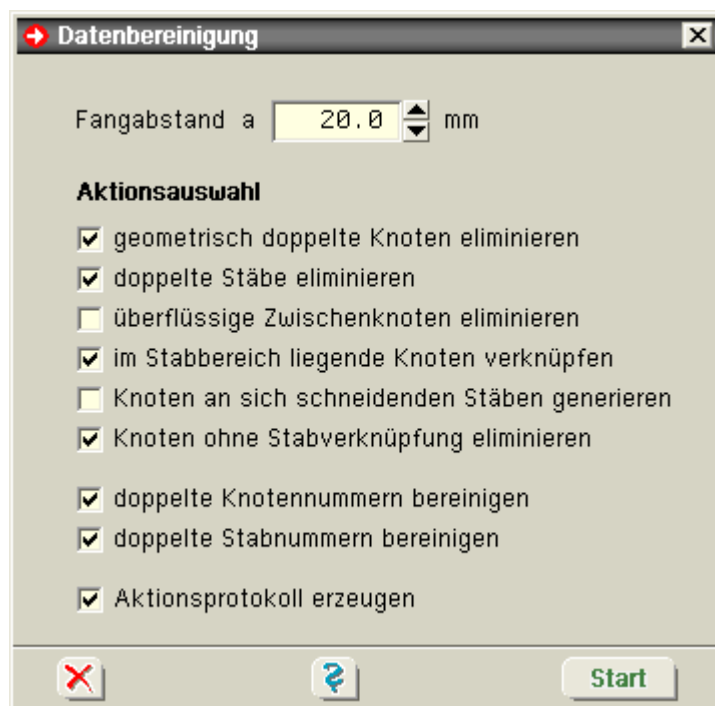 Datenbereinigung
Fangabstand a 20.0 mm
Aktionsauswahl
geometrisch doppelte Knoten eliminieren
doppelte Stäbe eliminieren
überflüssige Zwischenknoten eliminieren
im Stabbereich liegende Knoten verknüpfen
Knoten an sich schneidenden Stäben generieren
Knoten ohne Stabverknüpfung eliminieren
doppelte Knotennummern bereinigen
doppelte Stabnummern bereinigen
Aktionsprotokoll erzeugen
Start